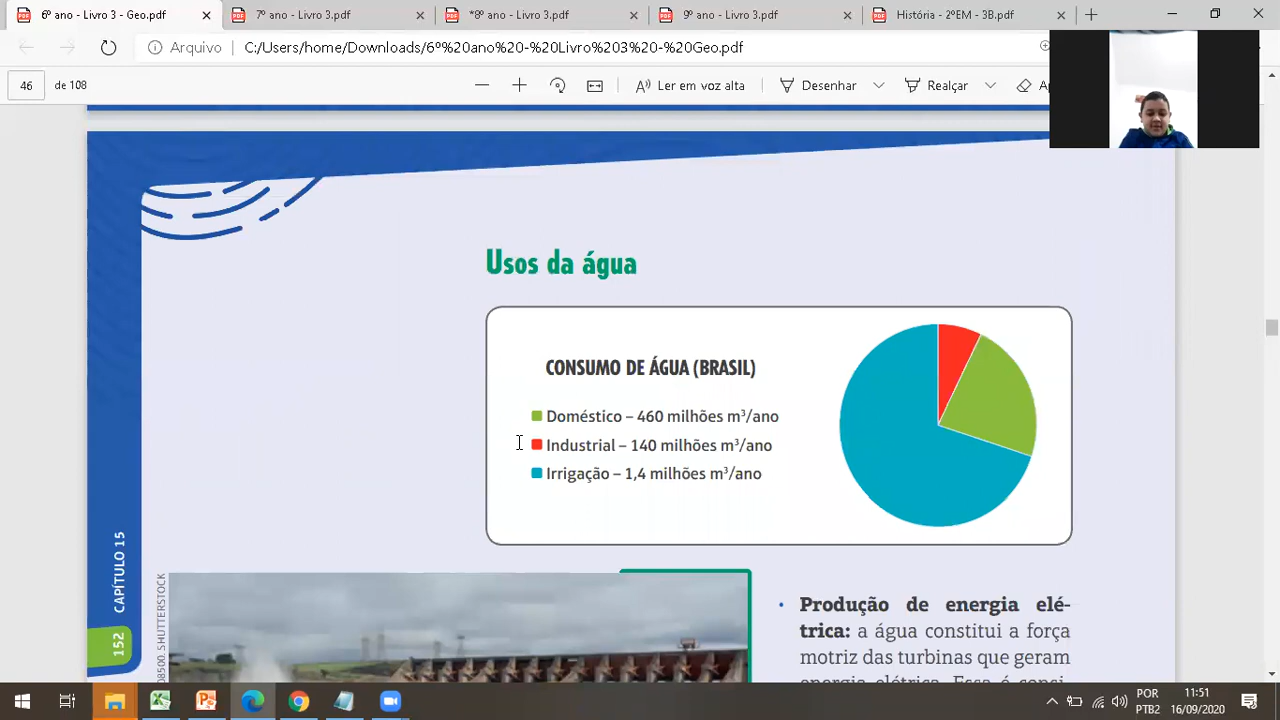 6º ano - Livro 3 - Geo.pdf
7º ano - Livro 3.pdf
*8º ano - Livro 3.pdf
9º ano - Livro 3.pdf
História - 2ºEM - 3B.pdf
Arquivo
C:/Users/home/Downloads/6º%20ano%20-%20Livro%203%20-%20Geo.pdf
46 de 108
Ler em voz alta
Desenhar
Realçar
Usos da água
CONSUMO DE ÁGUA (BRASIL)
Doméstico – 460 milhões m³/ano
Industrial – 140 milhões m³/ano
Irrigação – 1,4 milhões m³/ano
CAPÍTULO 15
152
SHUTTERSTOCK
• Produção de energia elé-
trica: a água constitui a força
motriz das turbinas que geram
energia elétrica. Essa é consi-
POR
PTB2
11:51
16/09/2020